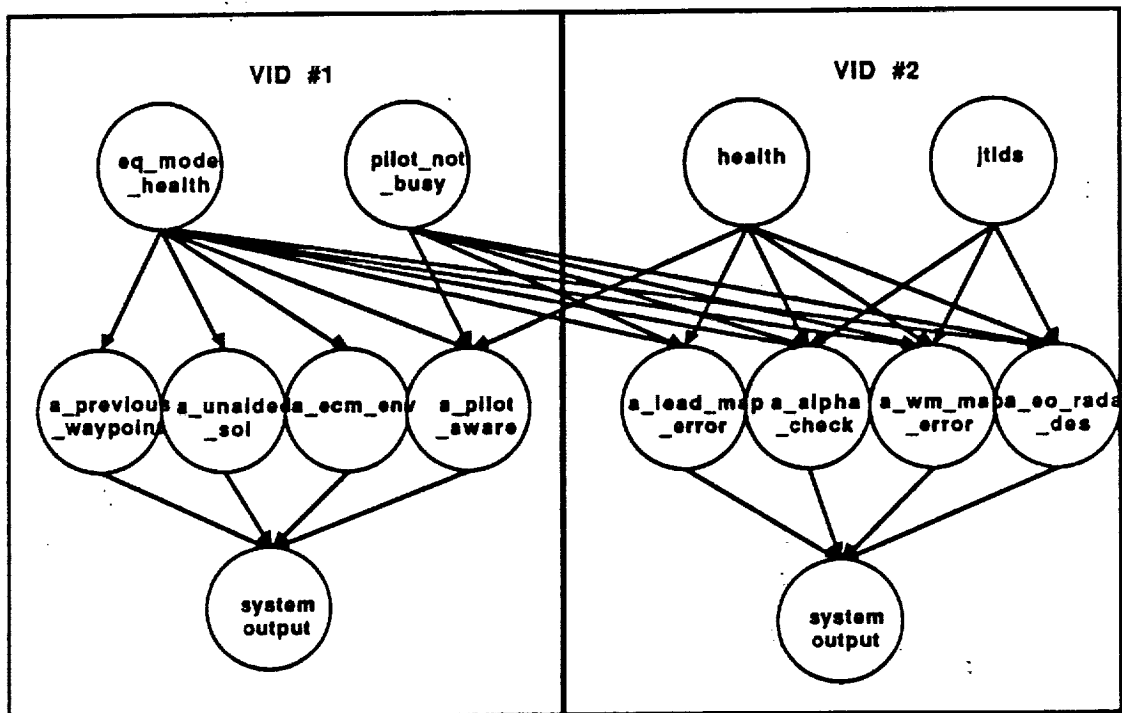 VID #1
VID #2
eq_mode
_health
pilot_not
_busy
health
jtids
a_previous
_waypoint
a_unaided
_sol
a_ecm_env
a_pilot
_aware
a_lead_map
_error
a_alpha
_check
a_wm_map
_error
a_eo_rada
_des
system
output
system
output